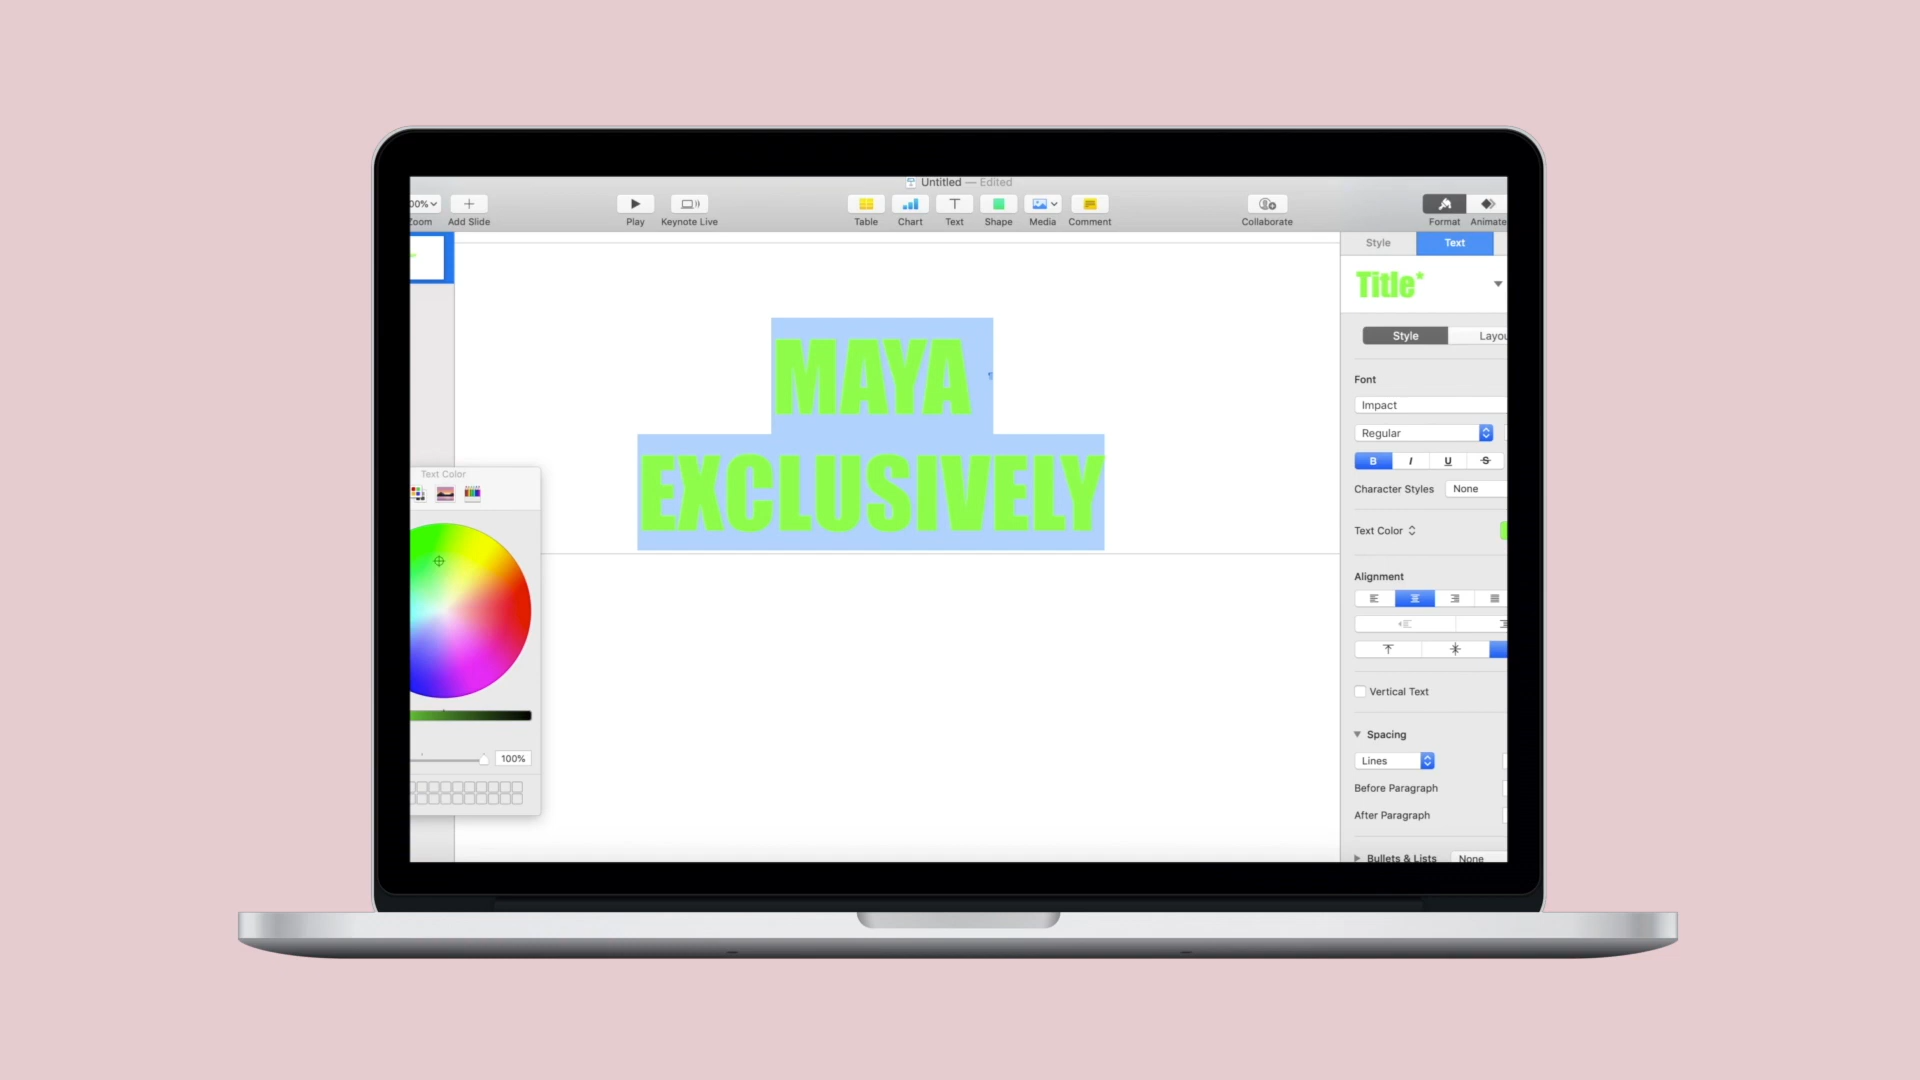 Untitled — Edited
00%
Zoom
Add Slide
Play
Keynote Live
Table
Chart
Text
Shape
Media
Comment
Collaborate
Format
Animate
Style
Text
Title*
MAYA
EXCLUSIVELY
Style
Layou
Font
Impact
Regular
B I U S
Character Styles
None
Text Color
Alignment
Vertical Text
Spacing
Lines
Before Paragraph
After Paragraph
Bullets & Lists
None
Text Color
100%